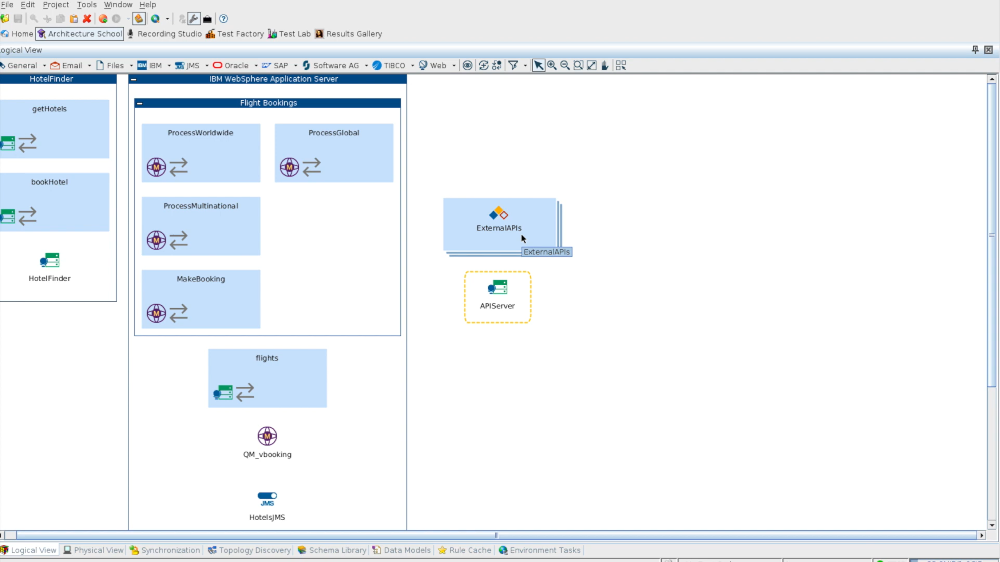 File Edit Project Tools Window Help
Home Architecture School Recording Studio Test Factory Test Lab Results Gallery
ogical View
General Email Files IBM IBM JMS JMS Oracle SAP SAP Software AG TIBCO Web
HotelFinder
IBM WebSphere Application Server
Flight Bookings
getHotels
ProcessWorldwide
ProcessGlobal
M
M
bookHotel
ProcessMultinational
M
ExternalAPIs
ExternalAPIs
HotelFinder
MakeBooking
M
APIServer
flights
M
QM_vbooking
JMS
HotelsJMS
Logical View Physical View Synchronization Topology Discovery Schema Library Data Models Rule Cache Environment Tasks